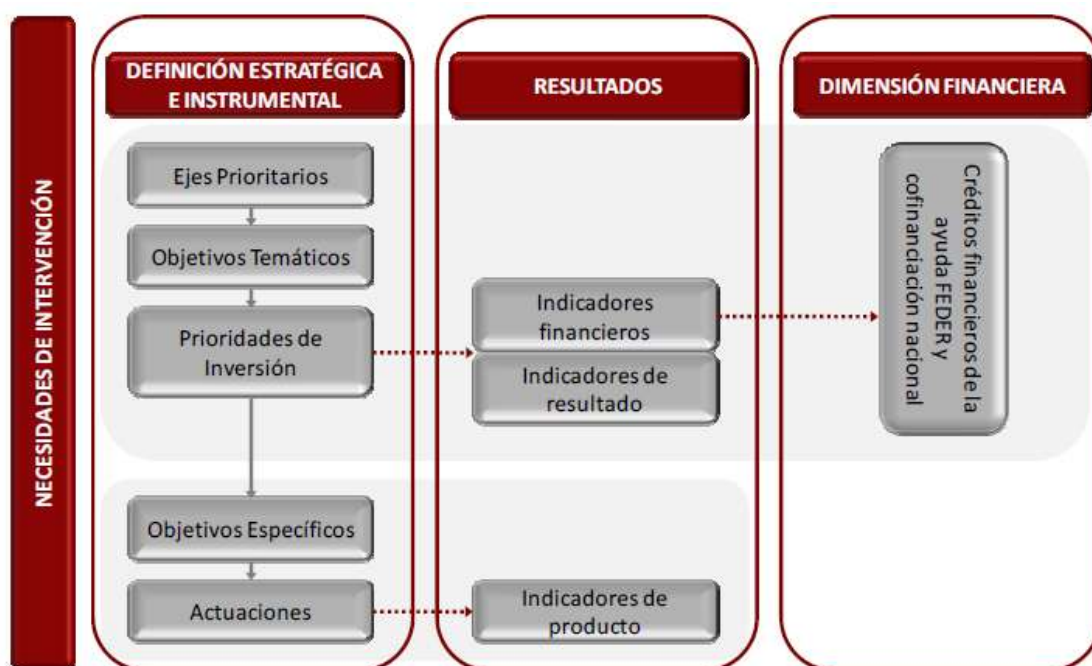 NECESIDADES DE INTERVENCIÓN
DEFINICIÓN ESTRATÉGICA
E INSTRUMENTAL
Ejes Prioritarios
Objetivos Temáticos
Prioridades de
Inversión
Objetivos Específicos
Actuaciones
RESULTADOS
Indicadores
financieros
Indicadores de
resultado
Indicadores de
producto
DIMENSIÓN FINANCIERA
Créditos financieros de la
ayuda FEDER y
cofinanciación nacional